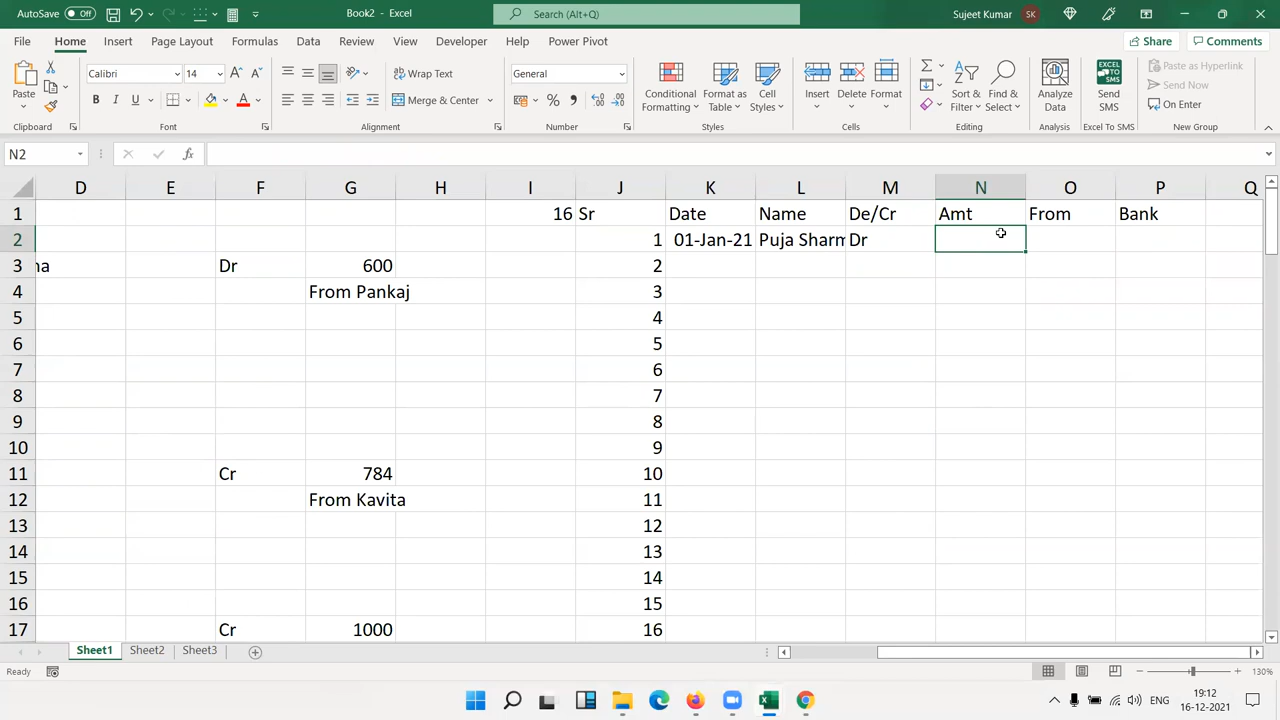 AutoSave Off Book2 - Excel Search (Alt+Q) Sujeet Kumar SK
File Home Insert Page Layout Formulas Data Review View Developer Help Power Pivot Share Comments
Paste Calibri 14 Wrap Text General Conditional Formatting Format as Table Cell Styles Insert Delete Format Sort & Filter Find & Select Analyze Data Send SMS Paste as Hyperlink
B I U Merge & Center Send Now
On Enter
Clipboard Font Alignment Number Styles Cells Editing Analysis Excel To SMS New Group
N2 fx
D E F G H I J K L M N O P Q
1 16 Sr Date Name De/Cr Amt From Bank
2 1 01-Jan-21 Puja Sharm Dr
3 na Dr 600 2
4 From Pankaj 3
5 4
6 5
7 6
8 7
9 8
10 9
11 Cr 784 10
12 From Kavita 11
13 12
14 13
15 14
16 15
17 Cr 1000 16
Sheet1 Sheet2 Sheet3
Ready 130%
ENG 19:12
16-12-2021